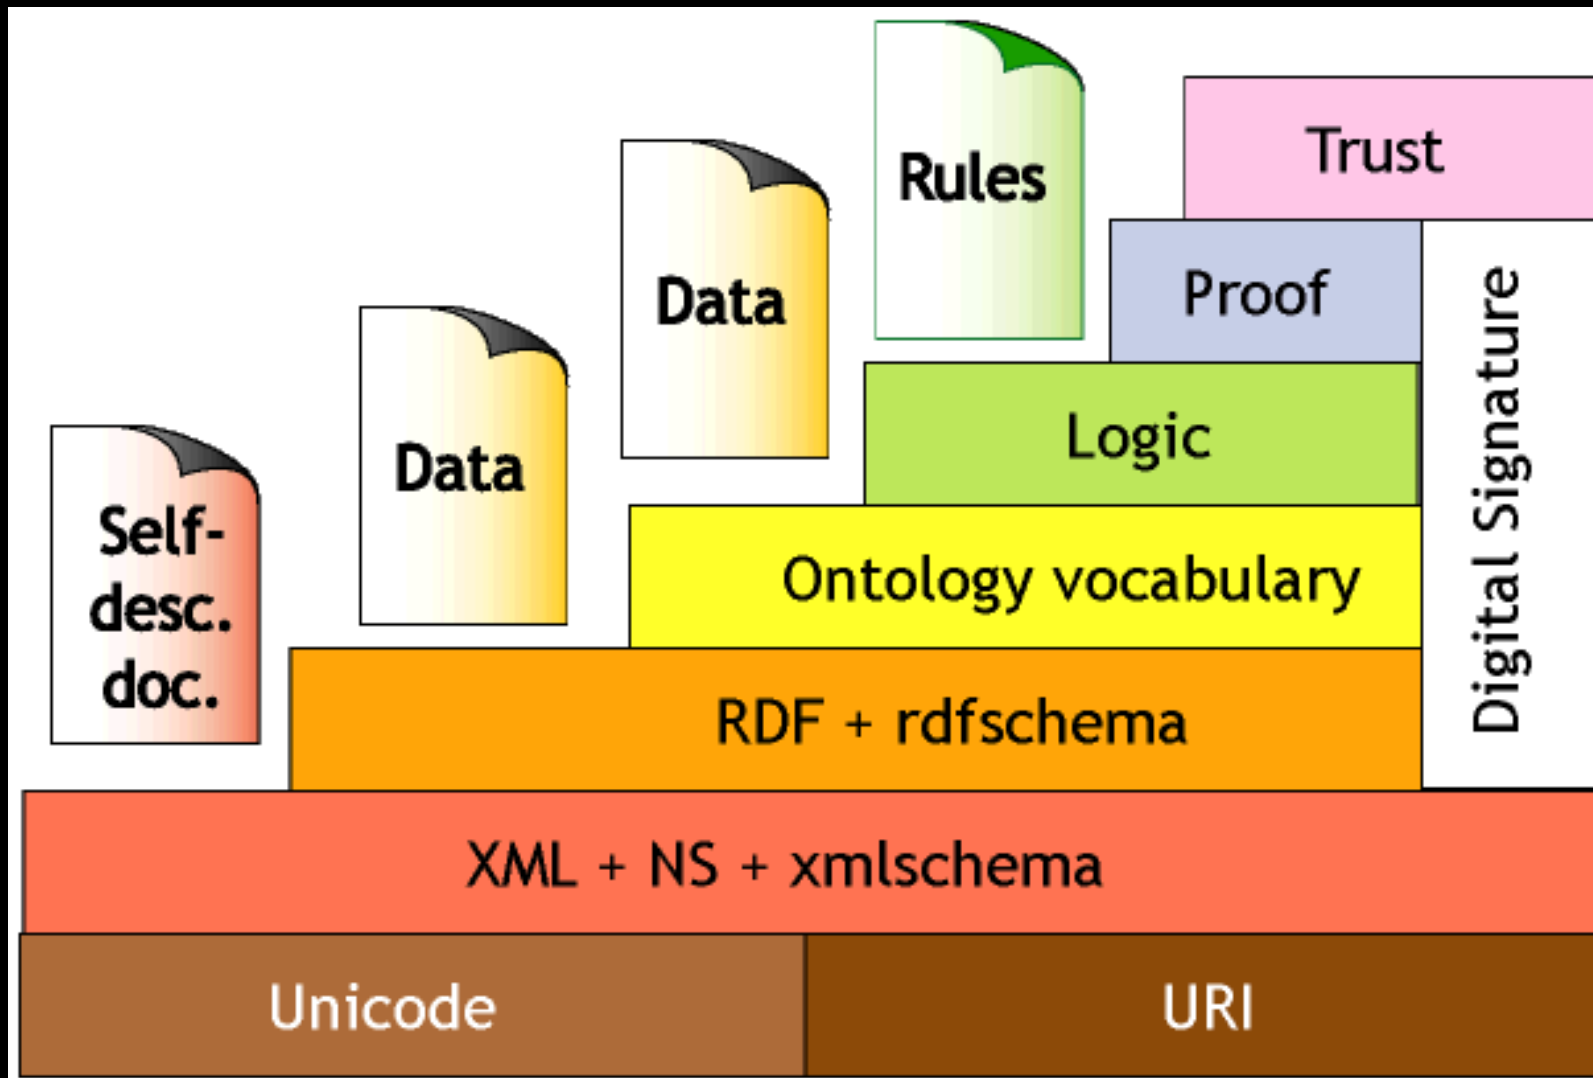 Rules
Trust
Data
Proof
Data
Logic
Self-
desc.
doc.
Ontology vocabulary
Digital Signature
RDF + rdfschema
XML + NS + xmlschema
Unicode
URI